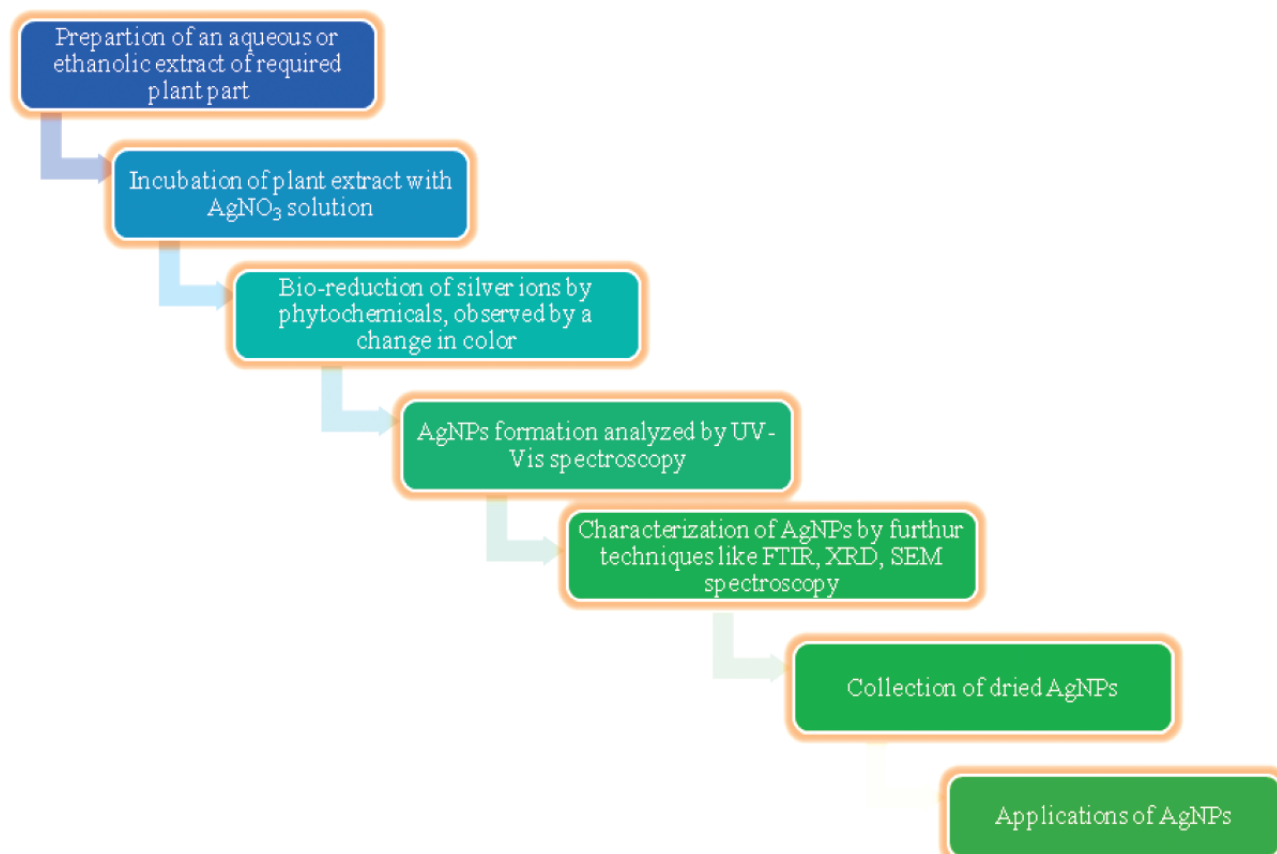 Prepartion of an aqueous or
ethanolic extract of required
plant part
Incubation of plant extract with
AgNO₃ solution
Bio-reduction of silver ions by
phytochemicals, observed by a
change in color
AgNPs formation analyzed by UV-
Vis spectroscopy
Characterization of AgNPs by furthur
techniques like FTIR, XRD, SEM
spectroscopy
Collection of dried AgNPs
Applications of AgNPs